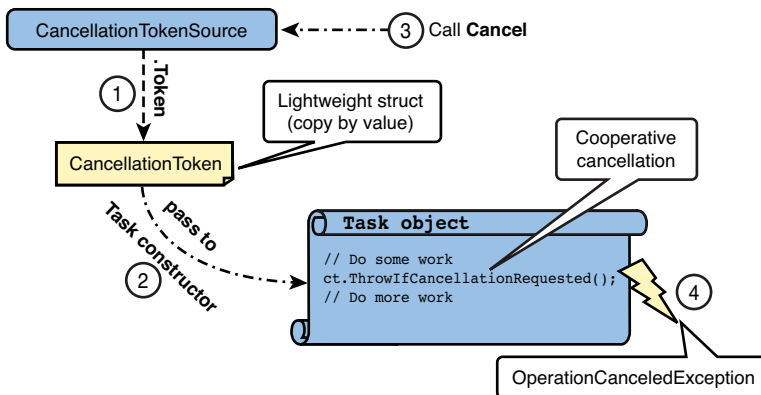 CancellationTokenSource
3 Call Cancel
.Token
1
Lightweight struct
(copy by value)
CancellationToken
Cooperative
cancellation
pass to
Task constructor
2
Task object
// Do some work
ct.ThrowIfCancellationRequested();
// Do more work
4
OperationCanceledException